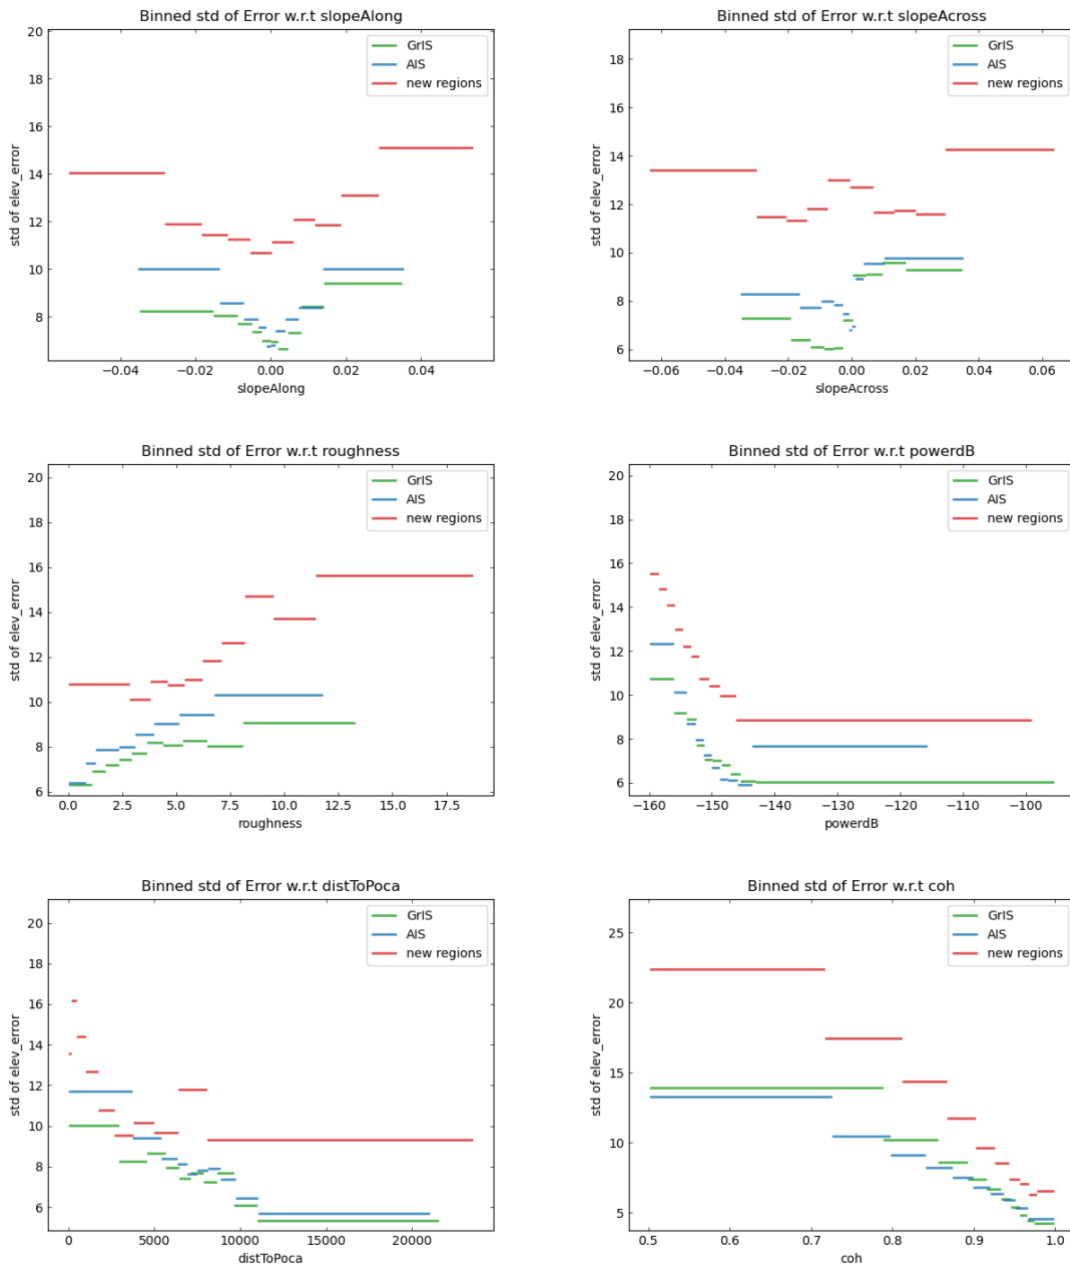 Binned std of Error w.r.t slopeAlong
20
18
16
14
12
10
8
std of elev_error
GrIS
AIS
new regions
−0.04
−0.02
0.00
0.02
0.04
slopeAlong
Binned std of Error w.r.t slopeAcross
18
16
14
12
10
8
6
std of elev_error
GrIS
AIS
new regions
−0.06
−0.04
−0.02
0.00
0.02
0.04
0.06
slopeAcross
Binned std of Error w.r.t roughness
20
18
16
14
12
10
8
6
std of elev_error
GrIS
AIS
new regions
0.0
2.5
5.0
7.5
10.0
12.5
15.0
17.5
roughness
Binned std of Error w.r.t powerdB
20
18
16
14
12
10
8
6
std of elev_error
GrIS
AIS
new regions
−160
−150
−140
−130
−120
−110
−100
powerdB
Binned std of Error w.r.t distToPoca
20
18
16
14
12
10
8
6
std of elev_error
GrIS
AIS
new regions
0
5000
10000
15000
20000
distToPoca
Binned std of Error w.r.t coh
25
20
15
10
5
std of elev_error
GrIS
AIS
new regions
0.5
0.6
0.7
0.8
0.9
1.0
coh